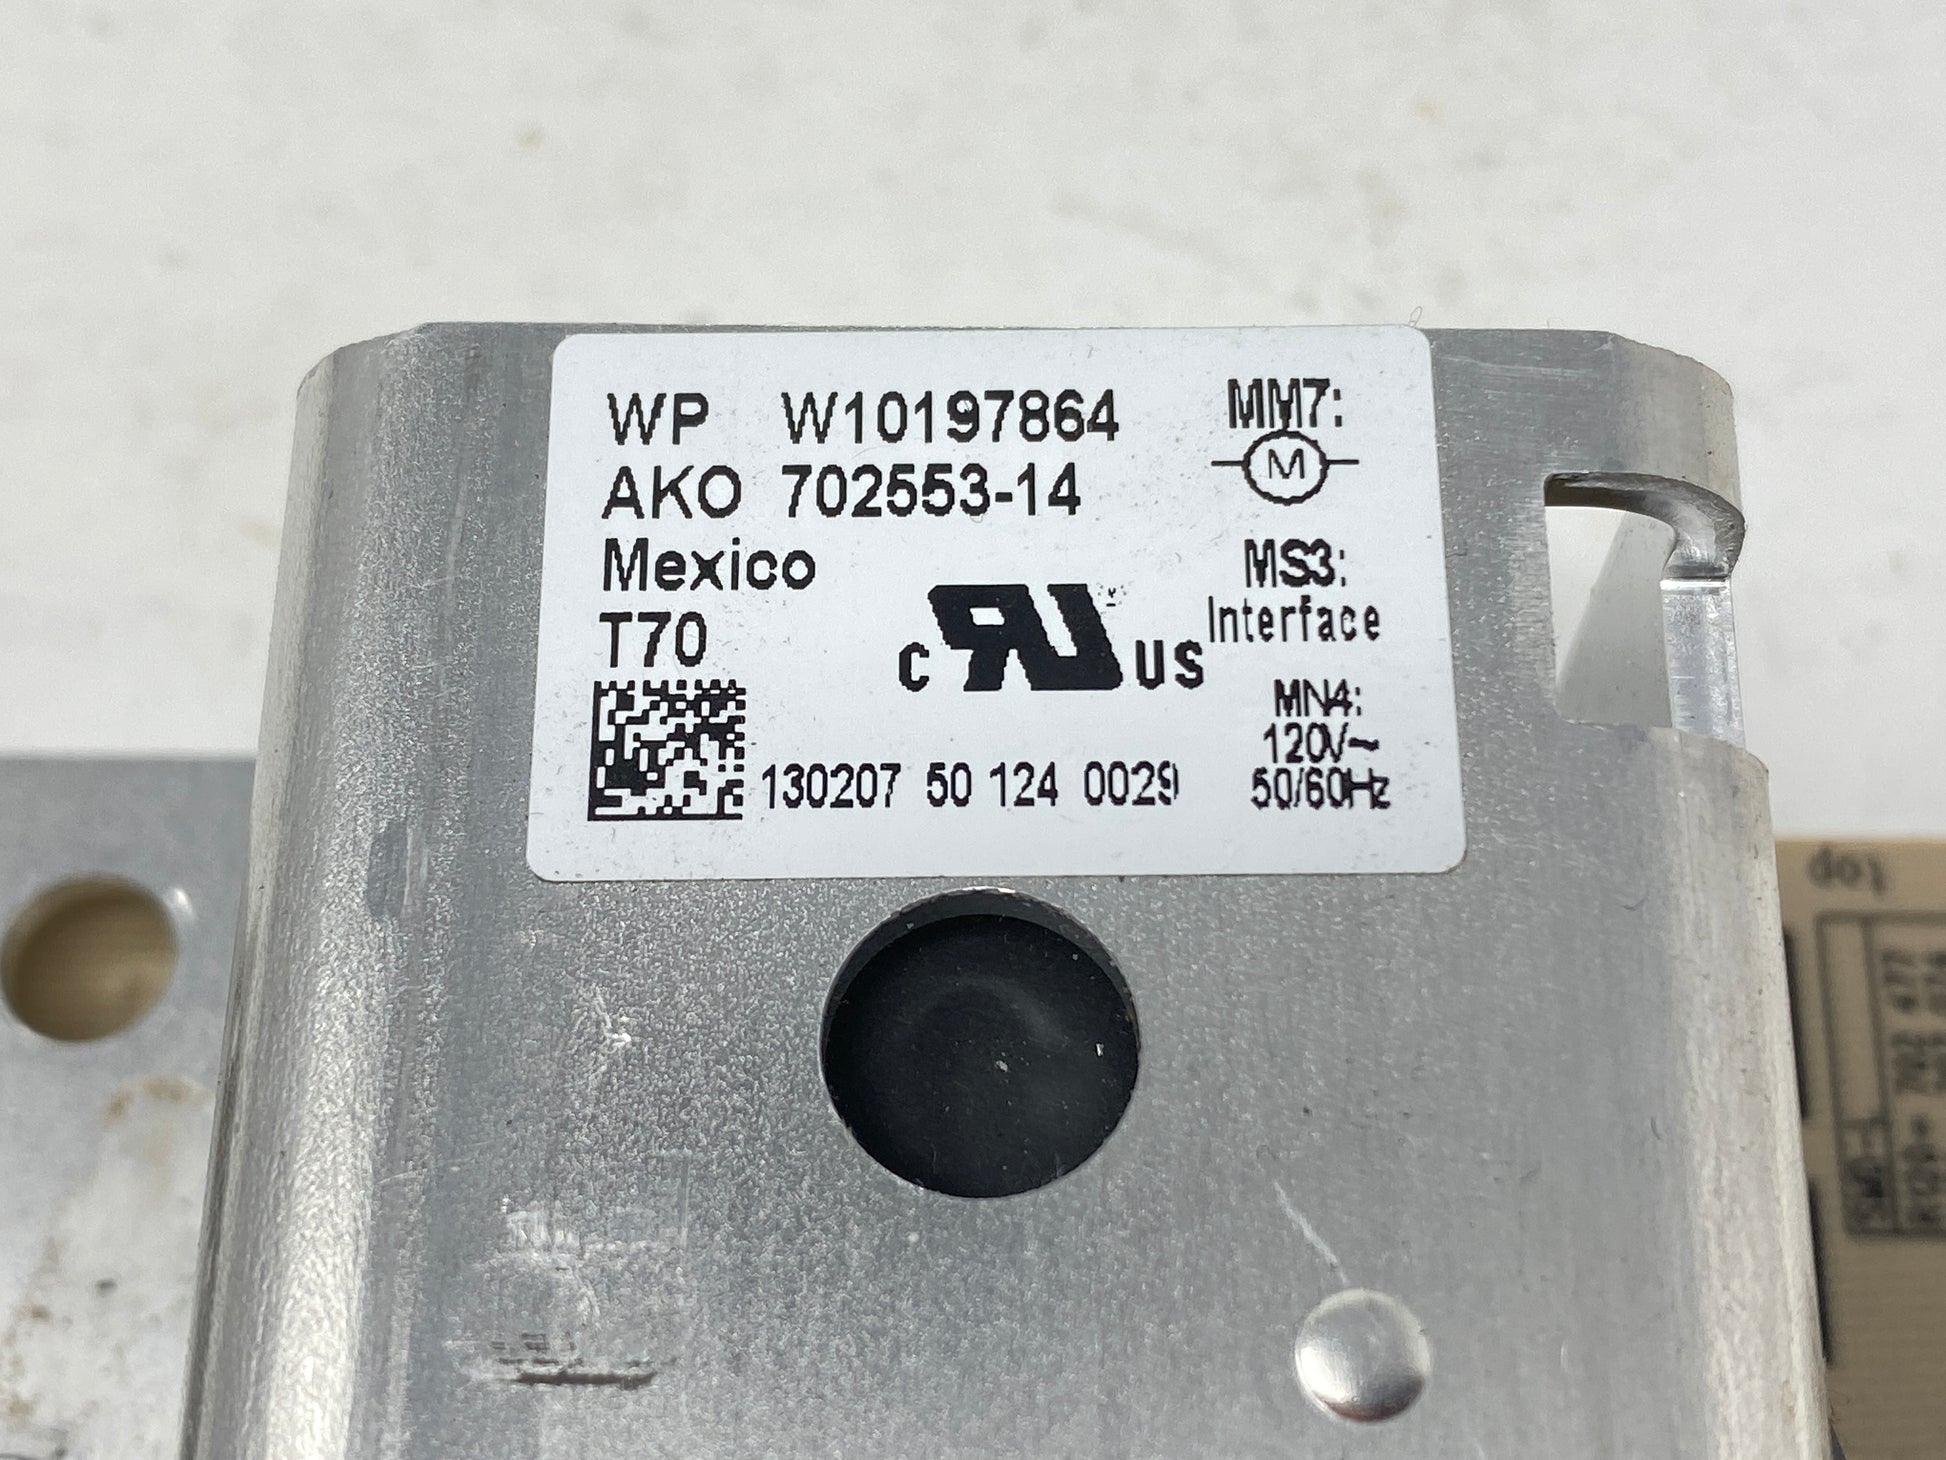 WP W10197864
AKO 702553-14
Mexico
T70
c RU US
130207 50 124 0029
MM7:
M
MS3:
Interface
MN4:
120V~
50/60Hz
top